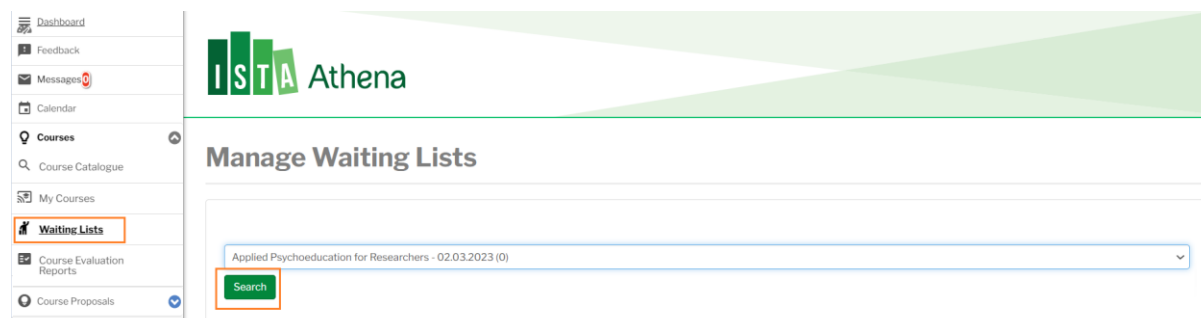 Dashboard
Feedback
Messages 0
Calendar
Courses
Course Catalogue
My Courses
Waiting Lists
Course Evaluation
Reports
Course Proposals
ISTA Athena
Manage Waiting Lists
Applied Psychoeducation for Researchers - 02.03.2023 (0)
Search